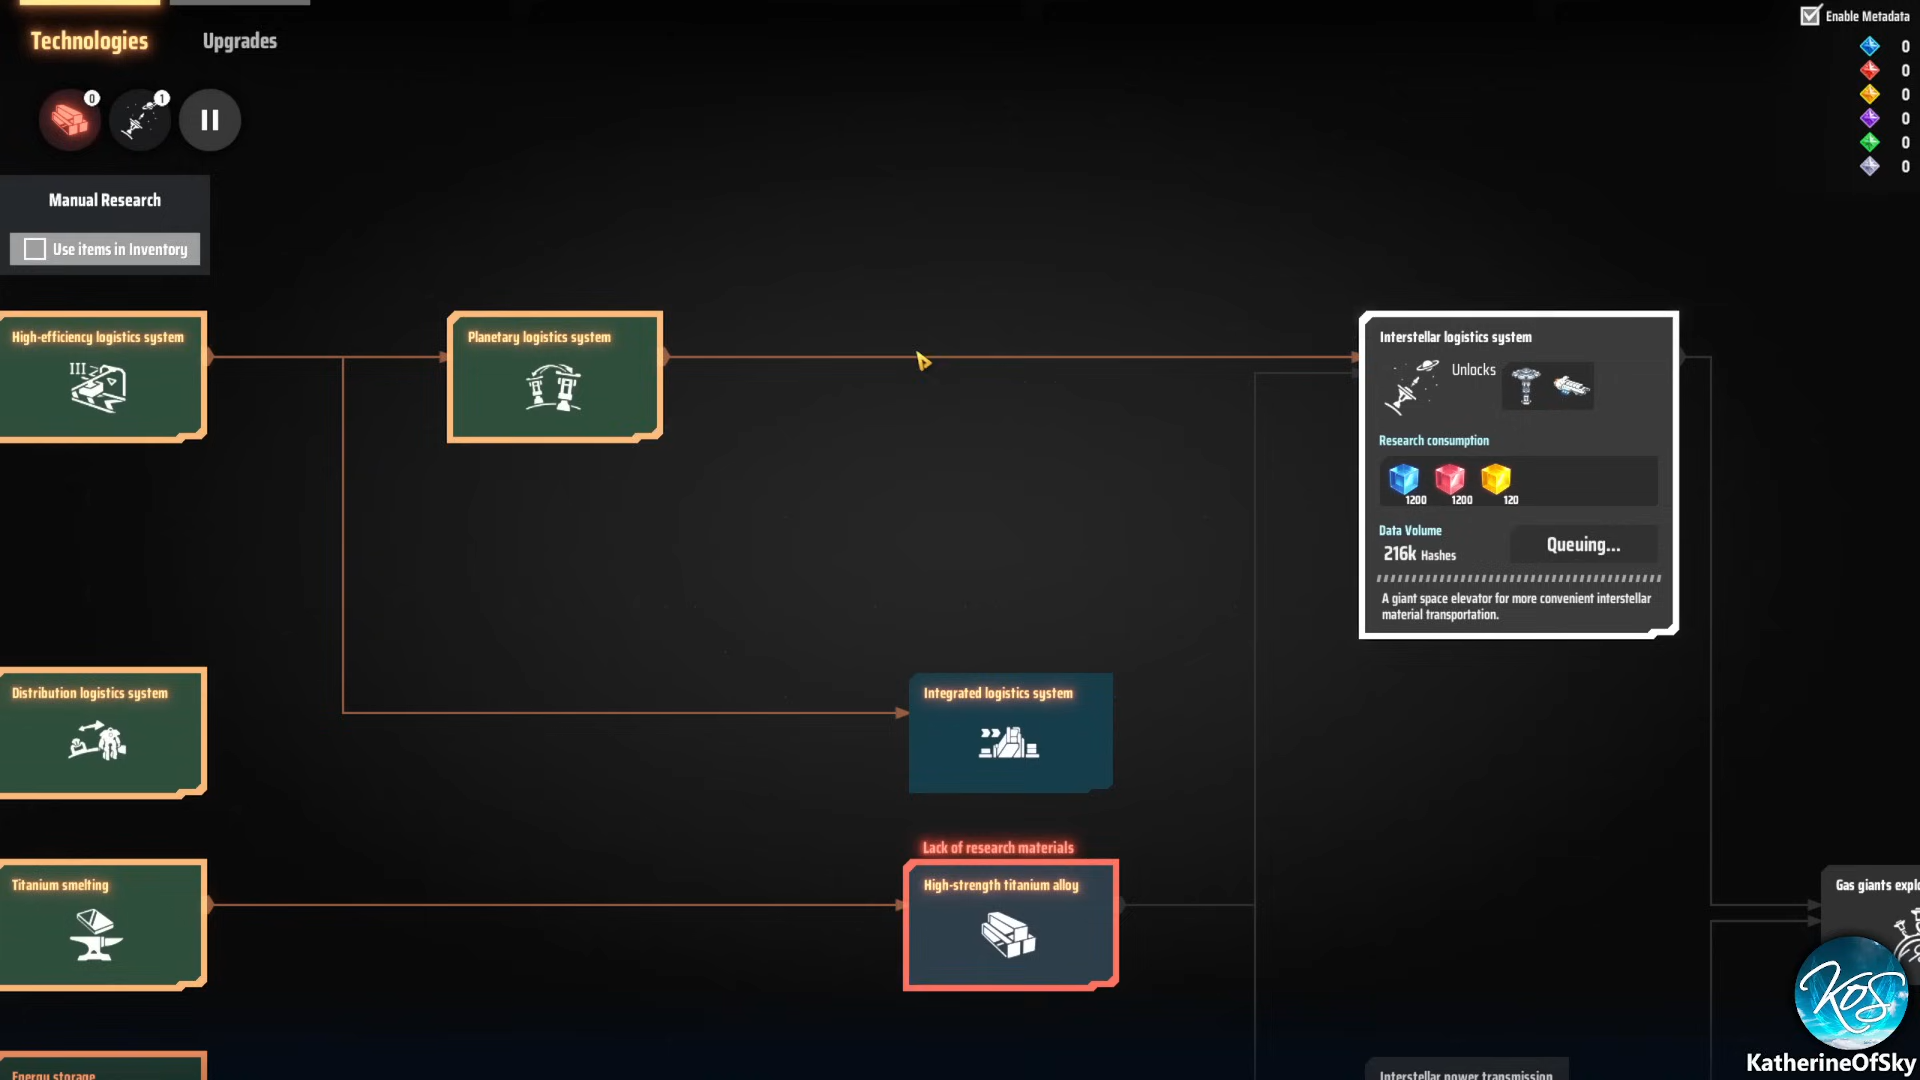 Technologies
Upgrades
Enable Metadata
0
0
0
0
0
0
0
1
Manual Research
Use items in Inventory
High-efficiency logistics system
III
Planetary logistics system
Interstellar logistics system
Unlocks
Research consumption
1200
1200
120
Data Volume
216k Hashes
Queuing...
A giant space elevator for more convenient interstellar
material transportation.
Distribution logistics system
Integrated logistics system
Lack of research materials
Titanium smelting
High-strength titanium alloy
Gas giants explo
KOS
KatherineOfSky
Energy storage
Interstellar power transmission